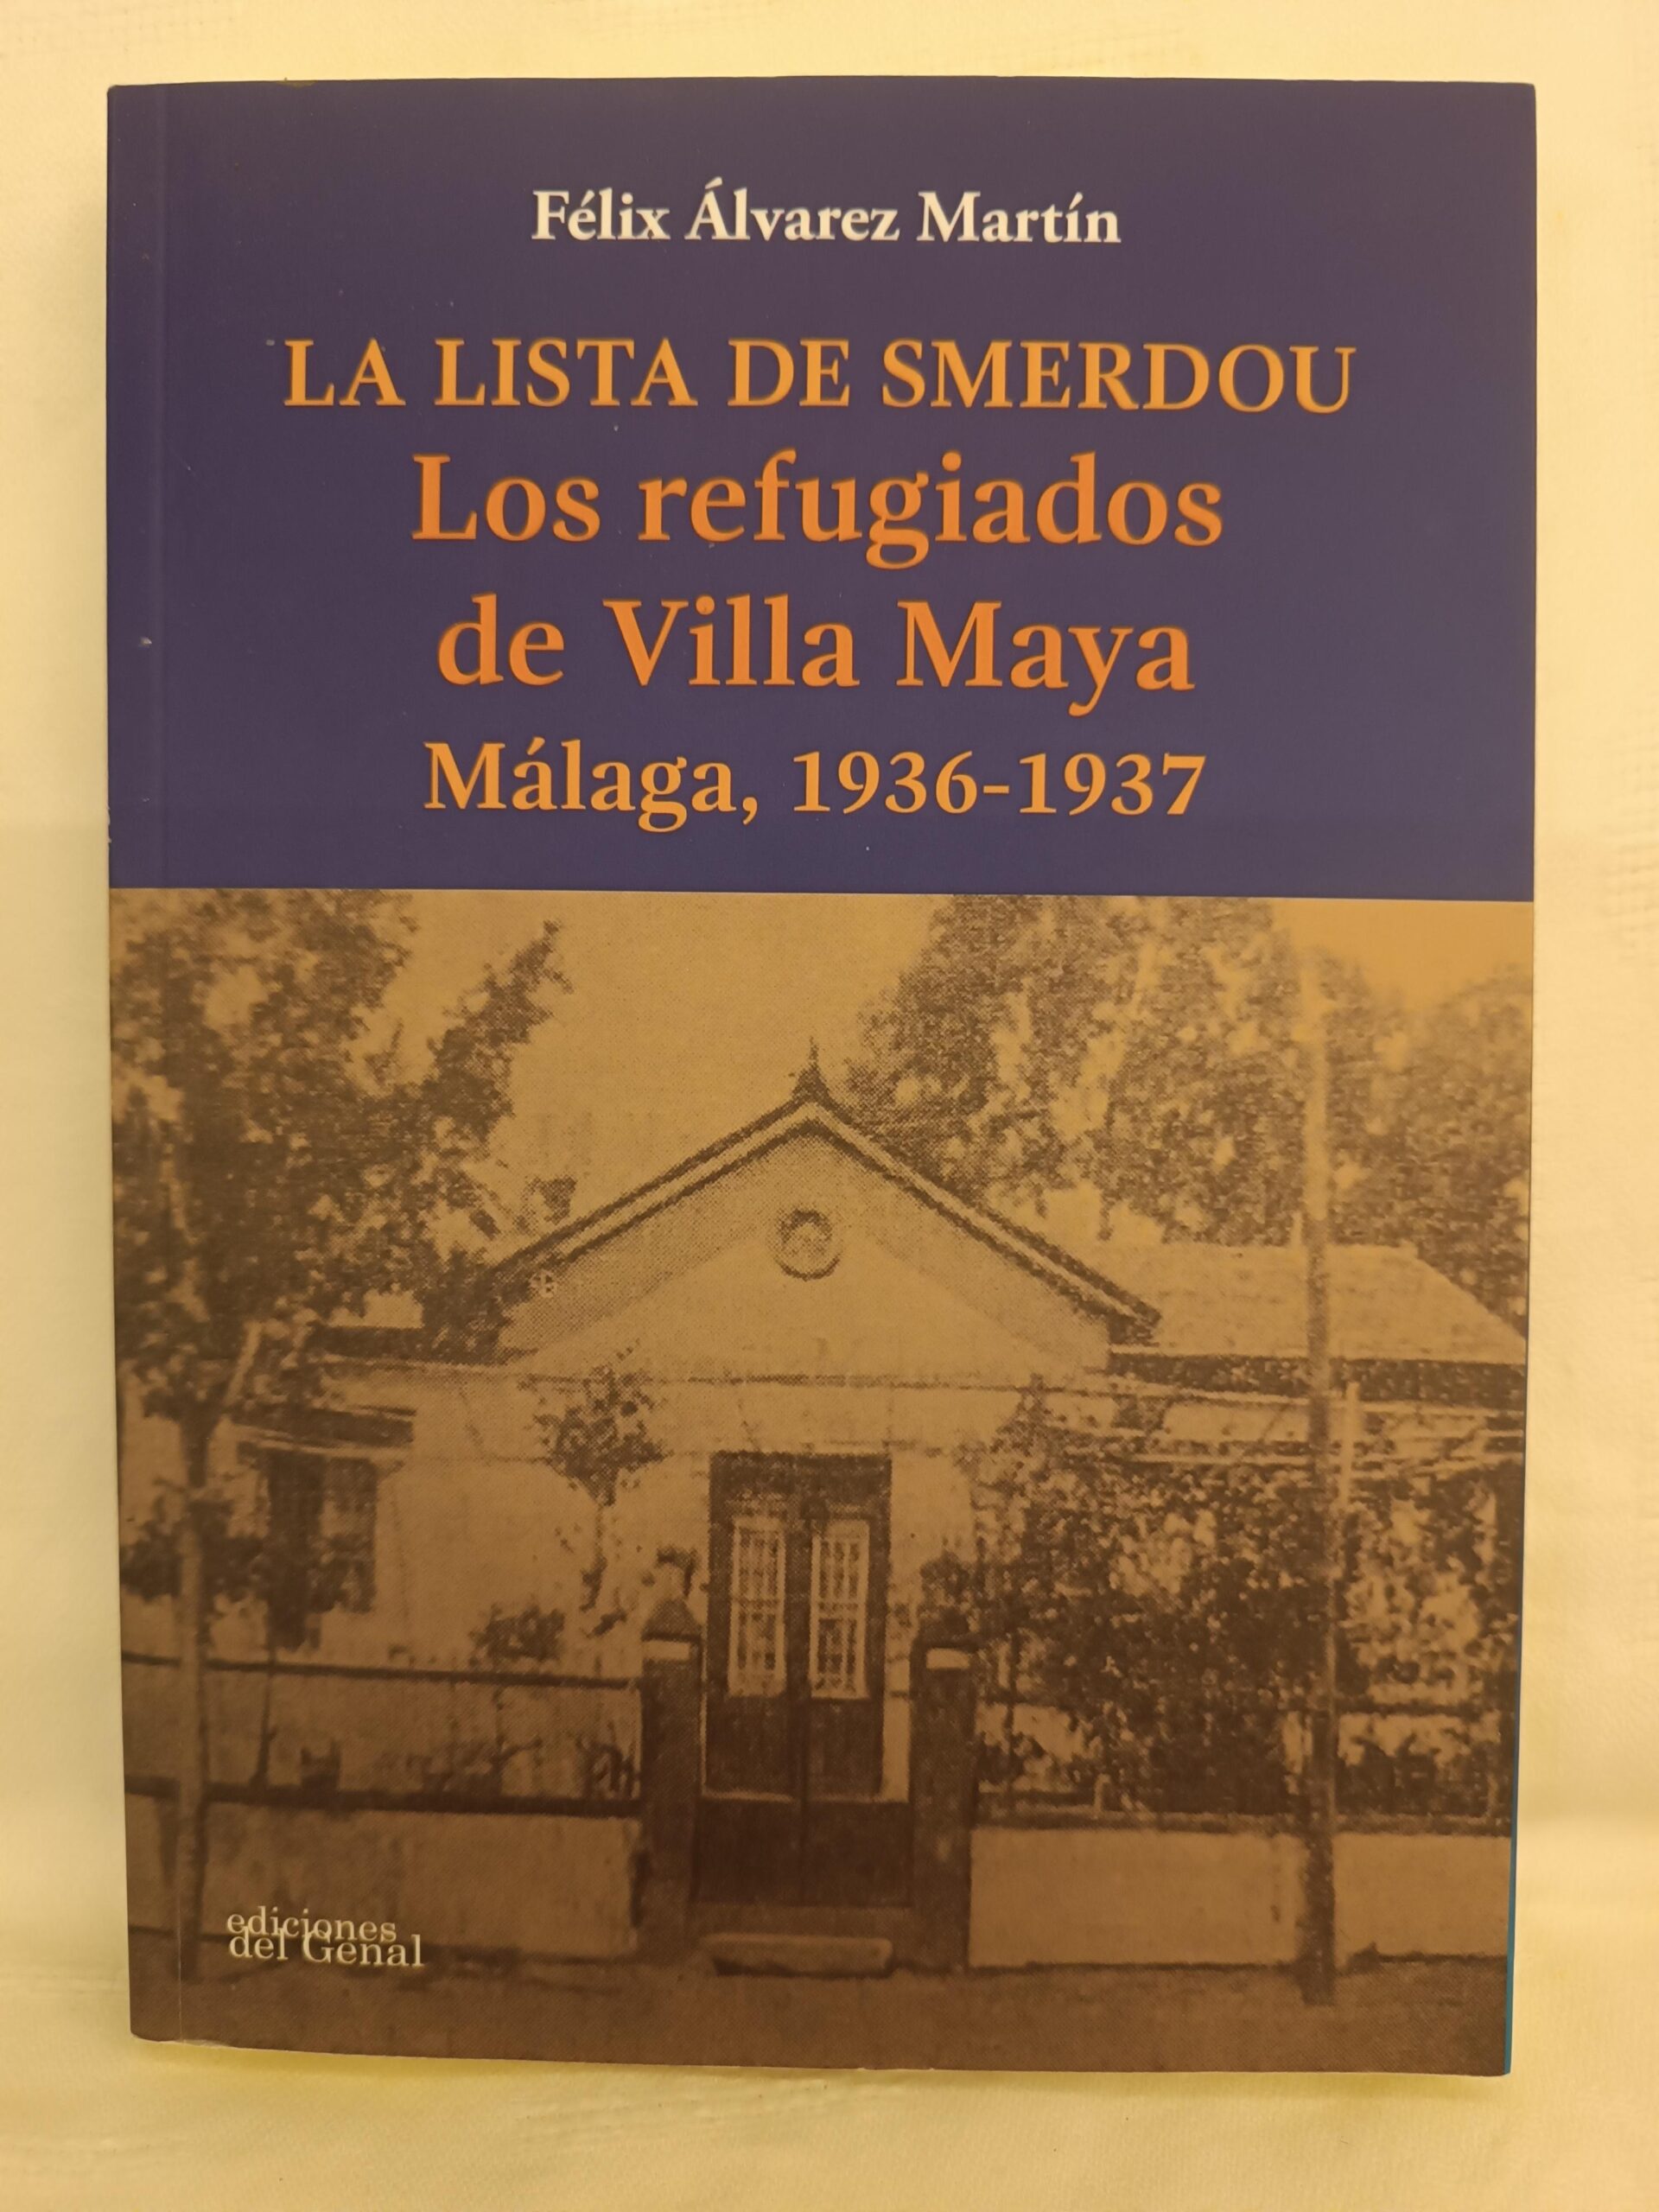 Félix Álvarez Martín
LA LISTA DE SMERDOU
Los refugiados
de Villa Maya
Málaga, 1936-1937
ediciones
del Genal